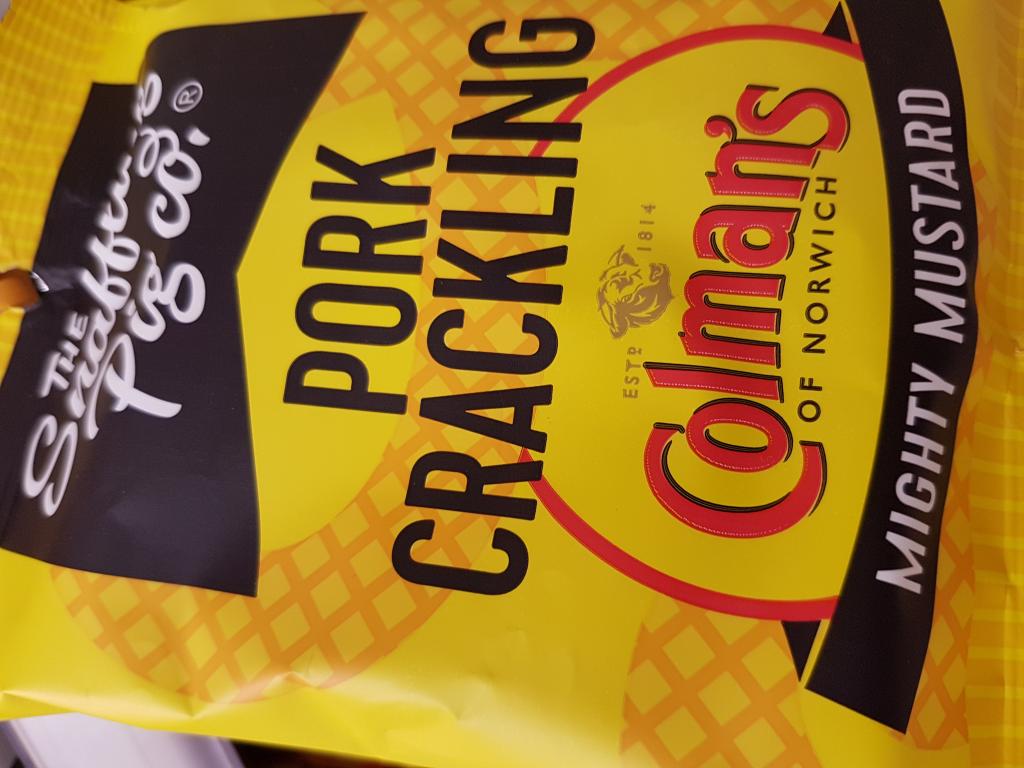 THE
Snaffling
Pig Co.®
PORK
CRACKLING
ESTD 1814
Colman's
OF NORWICH
MIGHTY MUSTARD